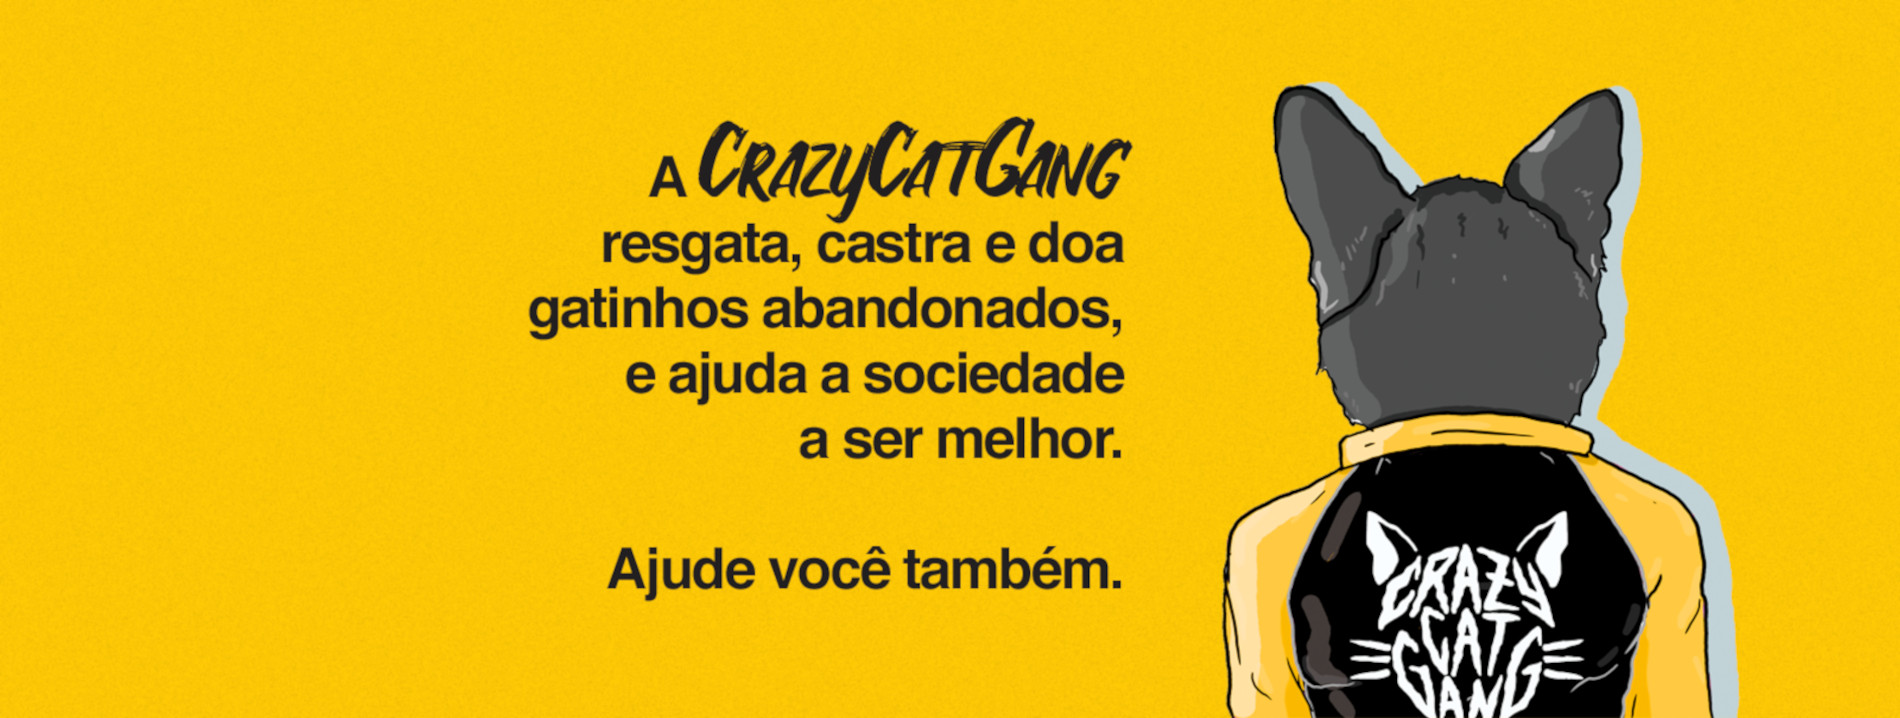 A CrazyCatGang
resgata, castra e doa
gatinhos abandonados,
e ajuda a sociedade
a ser melhor.
Ajude você também.
CRAZY
CAT
GANG